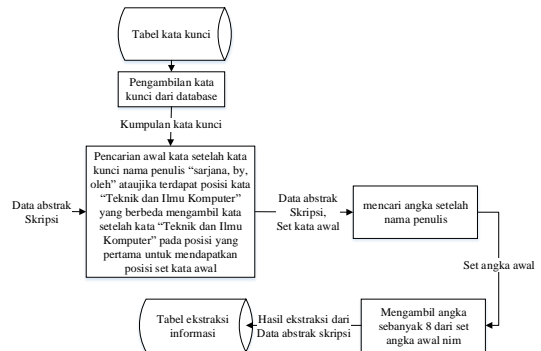 Tabel kata kunci
Pengambilan kata
kunci dari database
Kumpulan kata kunci
Pencarian awal kata setelah kata
kunci nama penulis “sarjana, by,
oleh” ataujika terdapat posisi kata
“Teknik dan Ilmu Komputer”
yang berbeda mengambil kata
setelah kata “Teknik dan Ilmu
Komputer” pada posisi yang
pertama untuk mendapatkan
posisi set kata awal
Data abstrak
Skripsi
Data abstrak
Skripsi,
Set kata awal
mencari angka setelah
nama penulis
Set angka awal
Mengambil angka
sebanyak 8 dari set
angka awal nim
Hasil ekstraksi dari
Data abstrak skripsi
Tabel ekstraksi
informasi